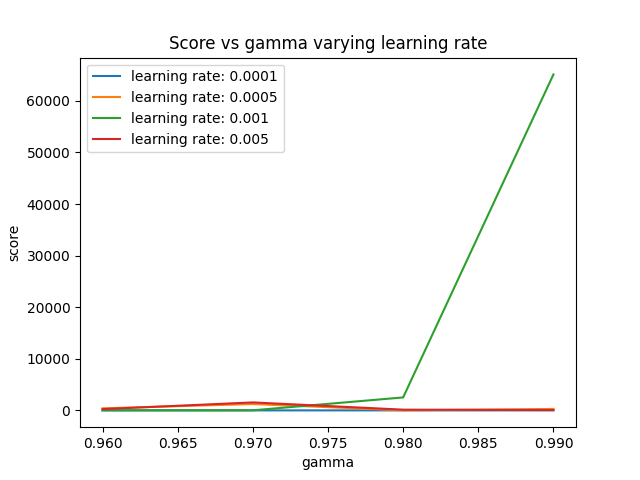 Score vs gamma varying learning rate
learning rate: 0.0001
learning rate: 0.0005
learning rate: 0.001
learning rate: 0.005
60000
50000
40000
30000
20000
10000
0
score
0.960 0.965 0.970 0.975 0.980 0.985 0.990
gamma